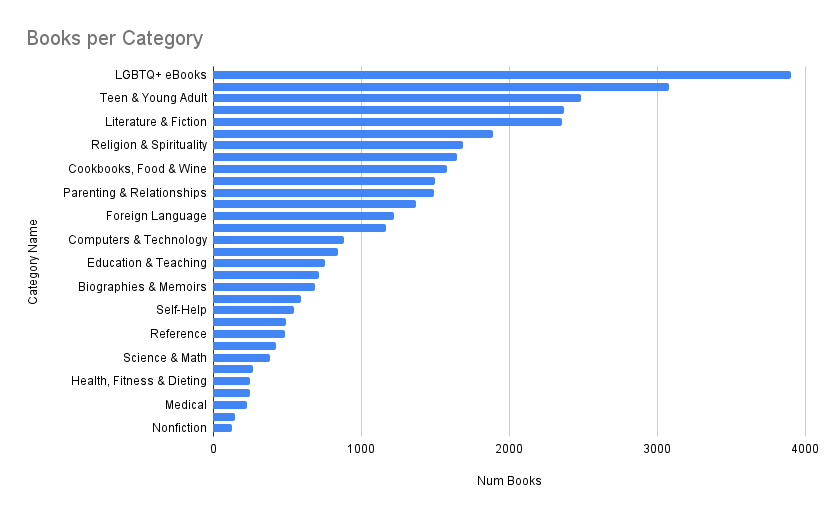 Books per Category
LGBTQ+ eBooks
Teen & Young Adult
Literature & Fiction
Religion & Spirituality
Cookbooks, Food & Wine
Parenting & Relationships
Foreign Language
Computers & Technology
Education & Teaching
Biographies & Memoirs
Self-Help
Reference
Science & Math
Health, Fitness & Dieting
Medical
Nonfiction
Category Name
0 1000 2000 3000 4000
Num Books